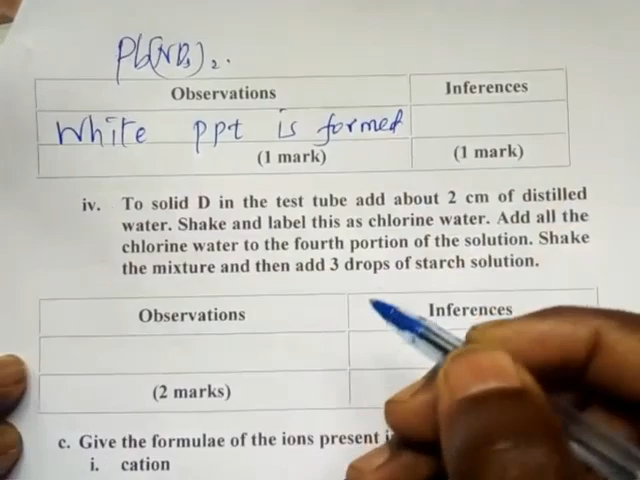 Pb(NO3)2.
Observations Inferences
White ppt is formed
(1 mark) (1 mark)
iv. To solid D in the test tube add about 2 cm of distilled
water. Shake and label this as chlorine water. Add all the
chlorine water to the fourth portion of the solution. Shake
the mixture and then add 3 drops of starch solution.
Observations Inferences
(2 marks)
c. Give the formulae of the ions present
i. cation